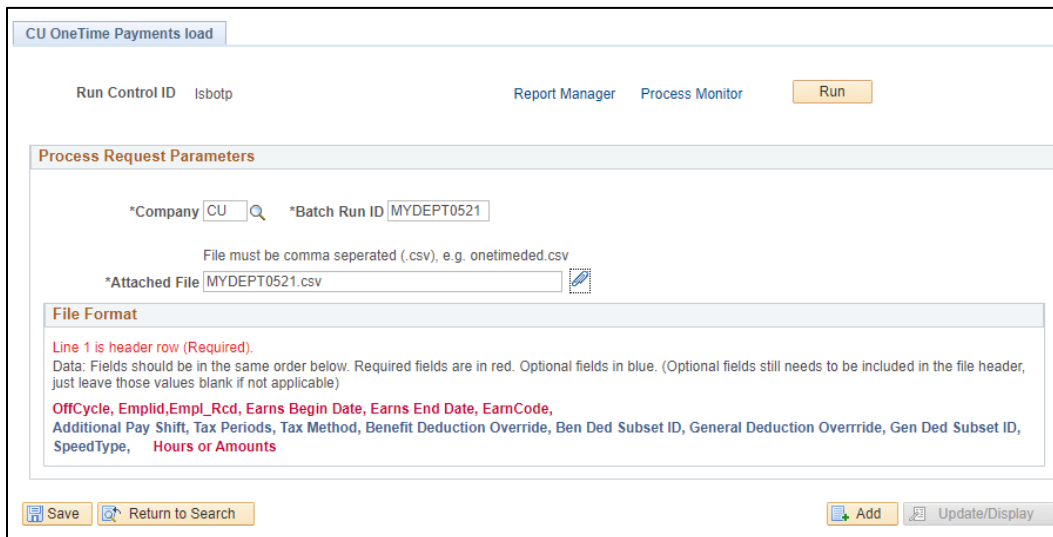 CU OneTime Payments load
Run Control ID lsbotp Report Manager Process Monitor Run
Process Request Parameters
*Company CU *Batch Run ID MYDEPT0521
File must be comma seperated (.csv), e.g. onetimeded.csv
*Attached File MYDEPT0521.csv
File Format
Line 1 is header row (Required).
Data: Fields should be in the same order below. Required fields are in red. Optional fields in blue. (Optional fields still needs to be included in the file header,
just leave those values blank if not applicable)
OffCycle, Emplid,Empl_Rcd, Earns Begin Date, Earns End Date, EarnCode,
Additional Pay Shift, Tax Periods, Tax Method, Benefit Deduction Override, Ben Ded Subset ID, General Deduction Overrride, Gen Ded Subset ID,
SpeedType, Hours or Amounts
Save Return to Search Add Update/Display